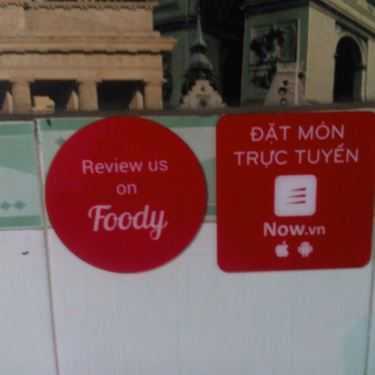 Review us
on
Foody
ĐẶT MÓN
TRỰC TUYẾN
Now.vn